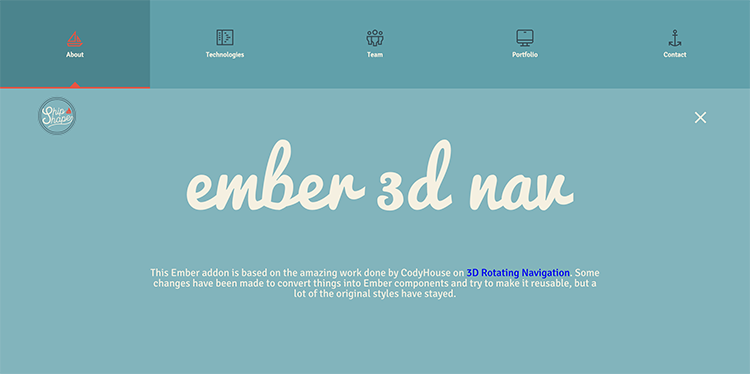 About
Technologies
Team
Portfolio
Contact
Ship
Shape
ember 3d nav
This Ember addon is based on the amazing work done by CodyHouse on 3D Rotating Navigation. Some
changes have been made to convert things into Ember components and try to make it reusable, but a
lot of the original styles have stayed.